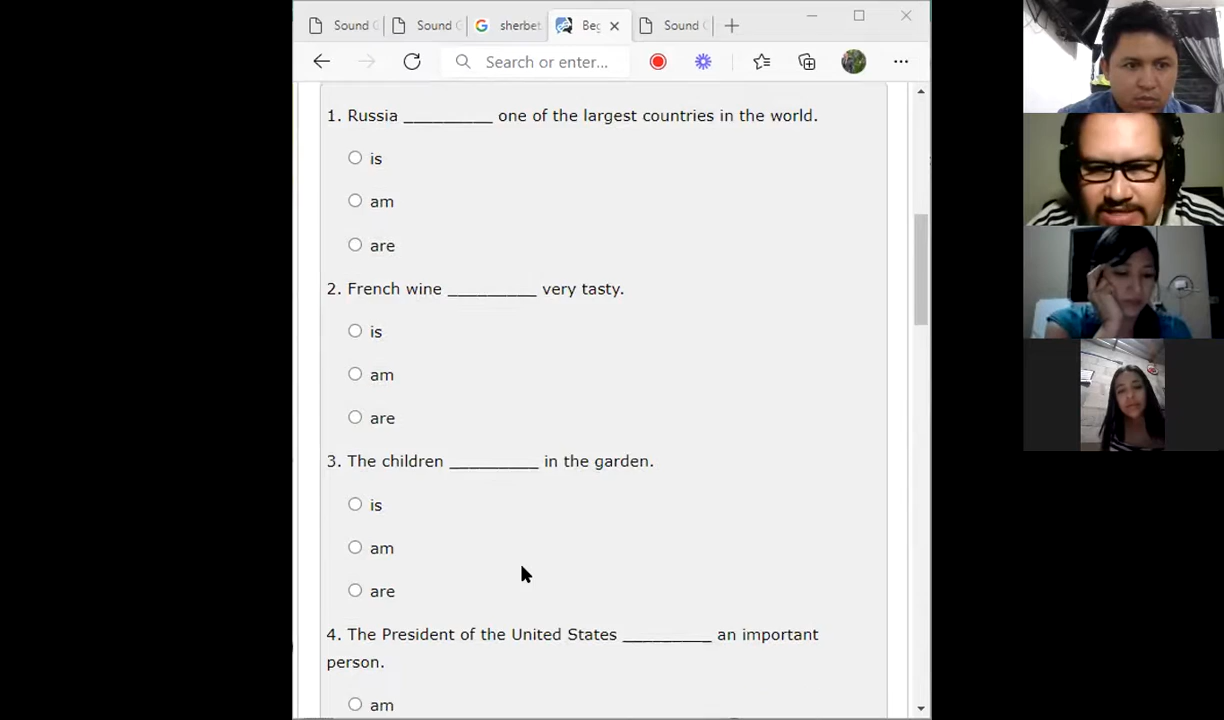 Sound
Sound
sherbet
Beg
Sound
Search or enter...
1. Russia __________ one of the largest countries in the world.
is
am
are
2. French wine __________ very tasty.
is
am
are
3. The children __________ in the garden.
is
am
are
4. The President of the United States __________ an important
person.
am